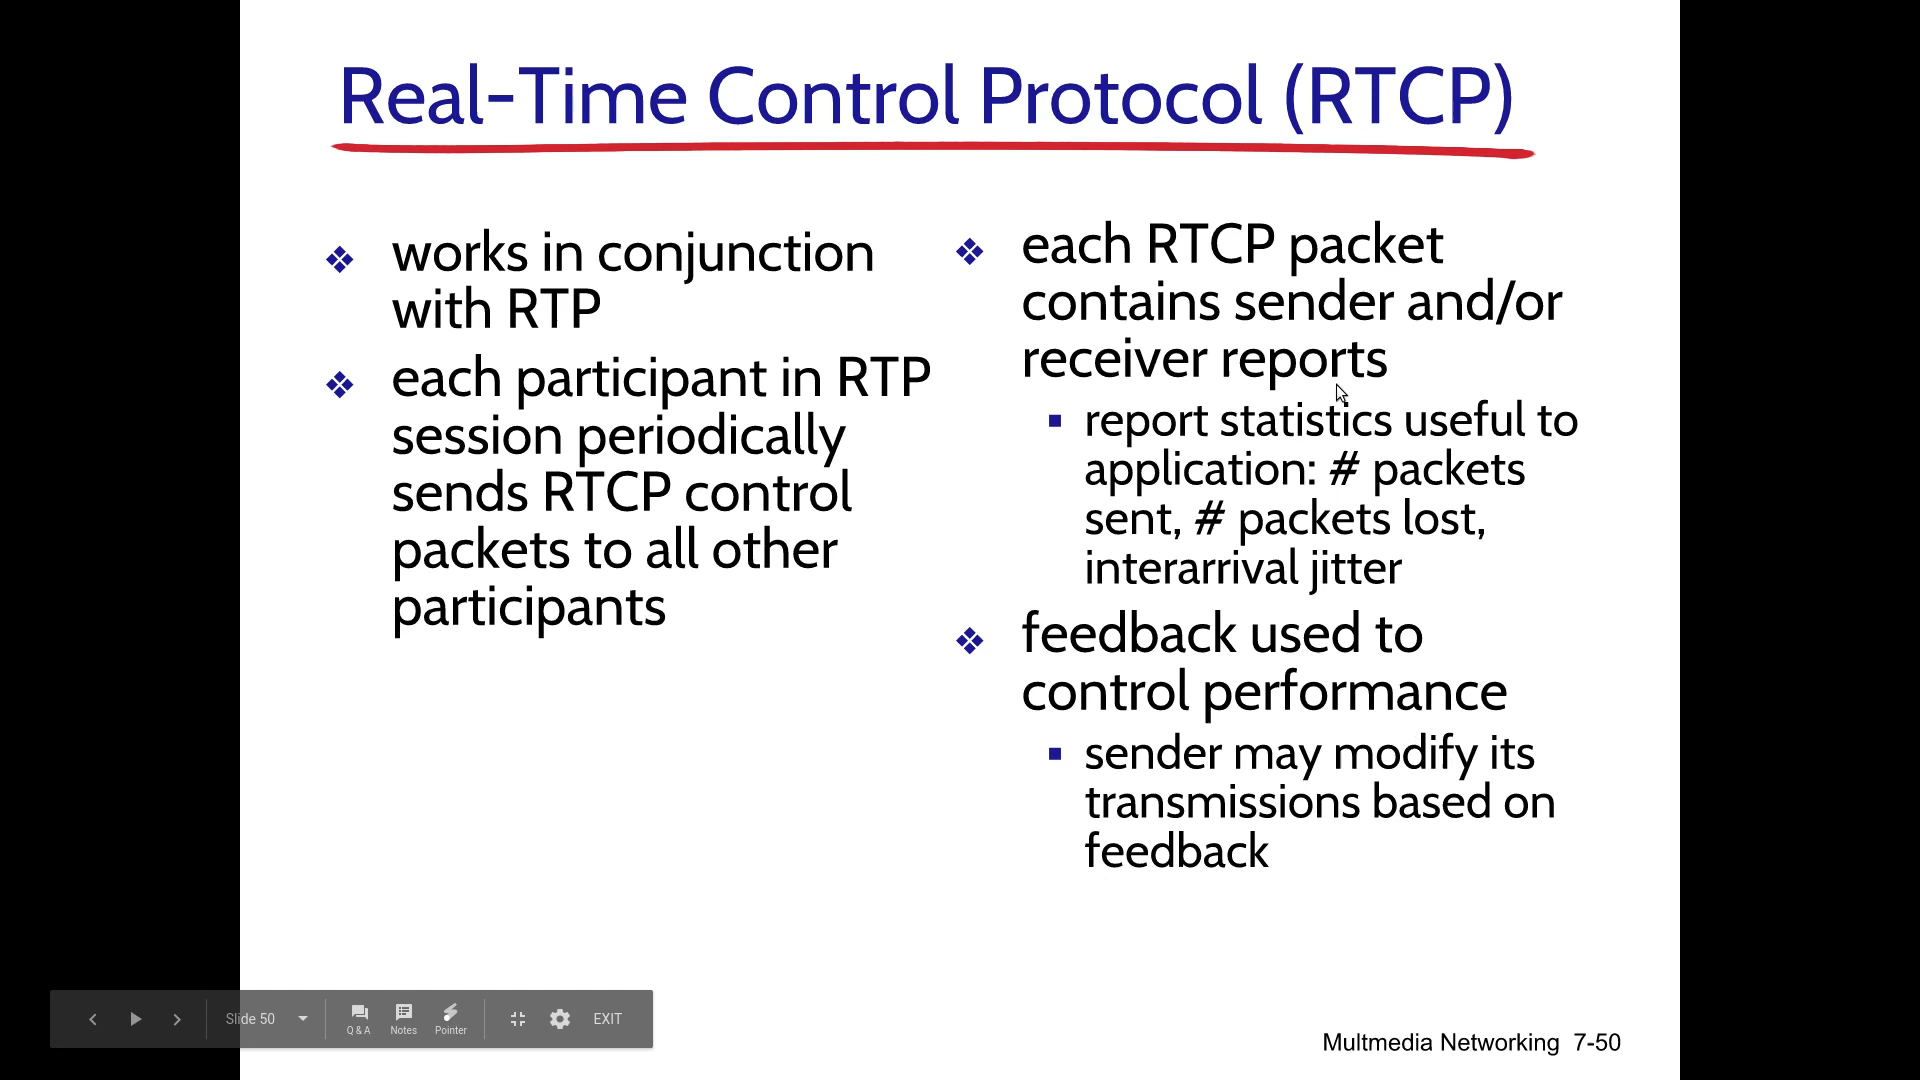 Real-Time Control Protocol (RTCP)
works in conjunction
with RTP
each participant in RTP
session periodically
sends RTCP control
packets to all other
participants
each RTCP packet
contains sender and/or
receiver reports
report statistics useful to
application: # packets
sent, # packets lost,
interarrival jitter
feedback used to
control performance
sender may modify its
transmissions based on
feedback
Slide 50
Q & A
Notes
Pointer
EXIT
Multmedia Networking 7-50